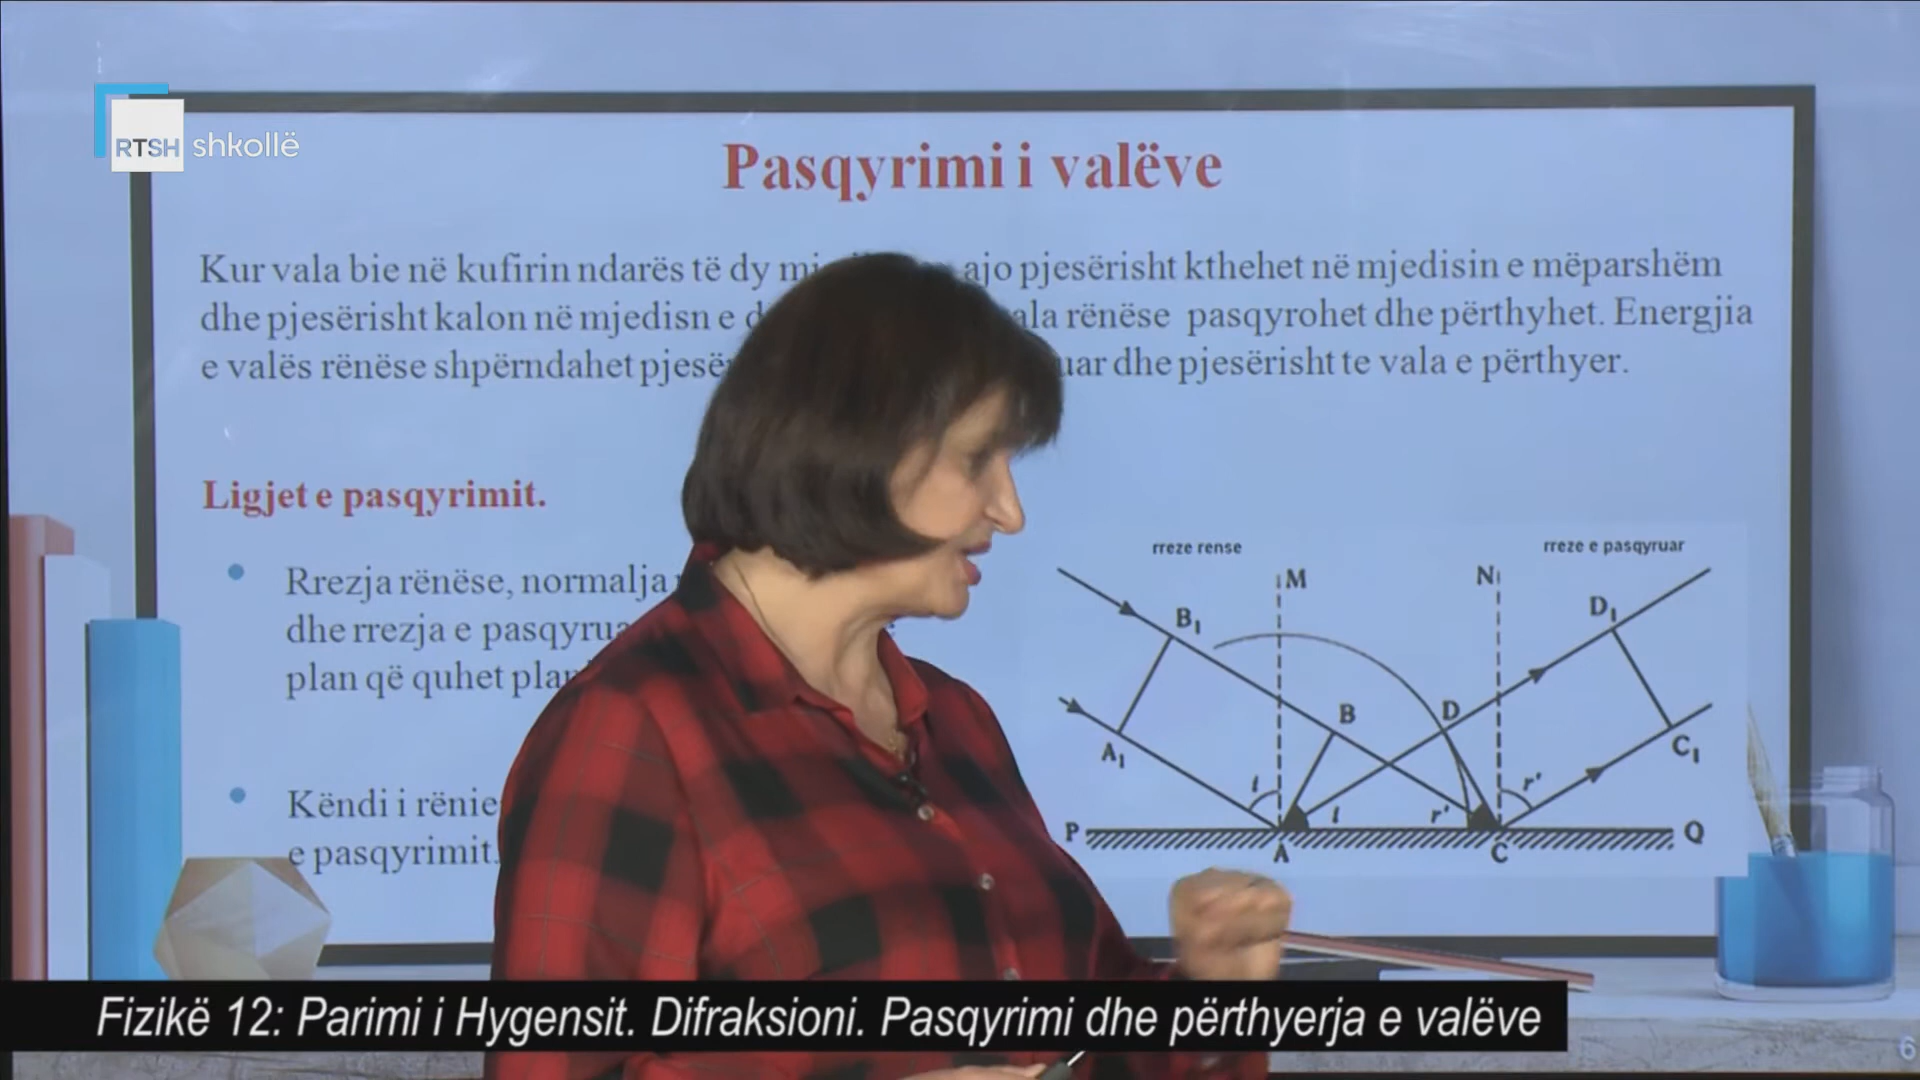 RTSH shkollë
Pasqyrimi i valëve
Kur vala bie në kufirin ndarës të dy ajo pjesërisht kthehet në mjedisin e mëparshëm
dhe pjesërisht kalon në mjedisn e rënëse pasqyrohet dhe përthyhet. Energjia
e valës rënëse shpërndahet dhe pjesërisht te vala e përthyer.
Ligjet e pasqyrimit.
Rrezja rënëse, normalja
dhe rrezja e
plan që quhet
Këndi i
e pasqyrimit.
rreze rense
rreze e pasqyruar
M
N
B1
D1
B
D
A1
C1
i
r'
i
r'
P
Q
A
C
Fizikë 12: Parimi i Hygensit. Difraksioni. Pasqyrimi dhe përthyerja e valëve
6